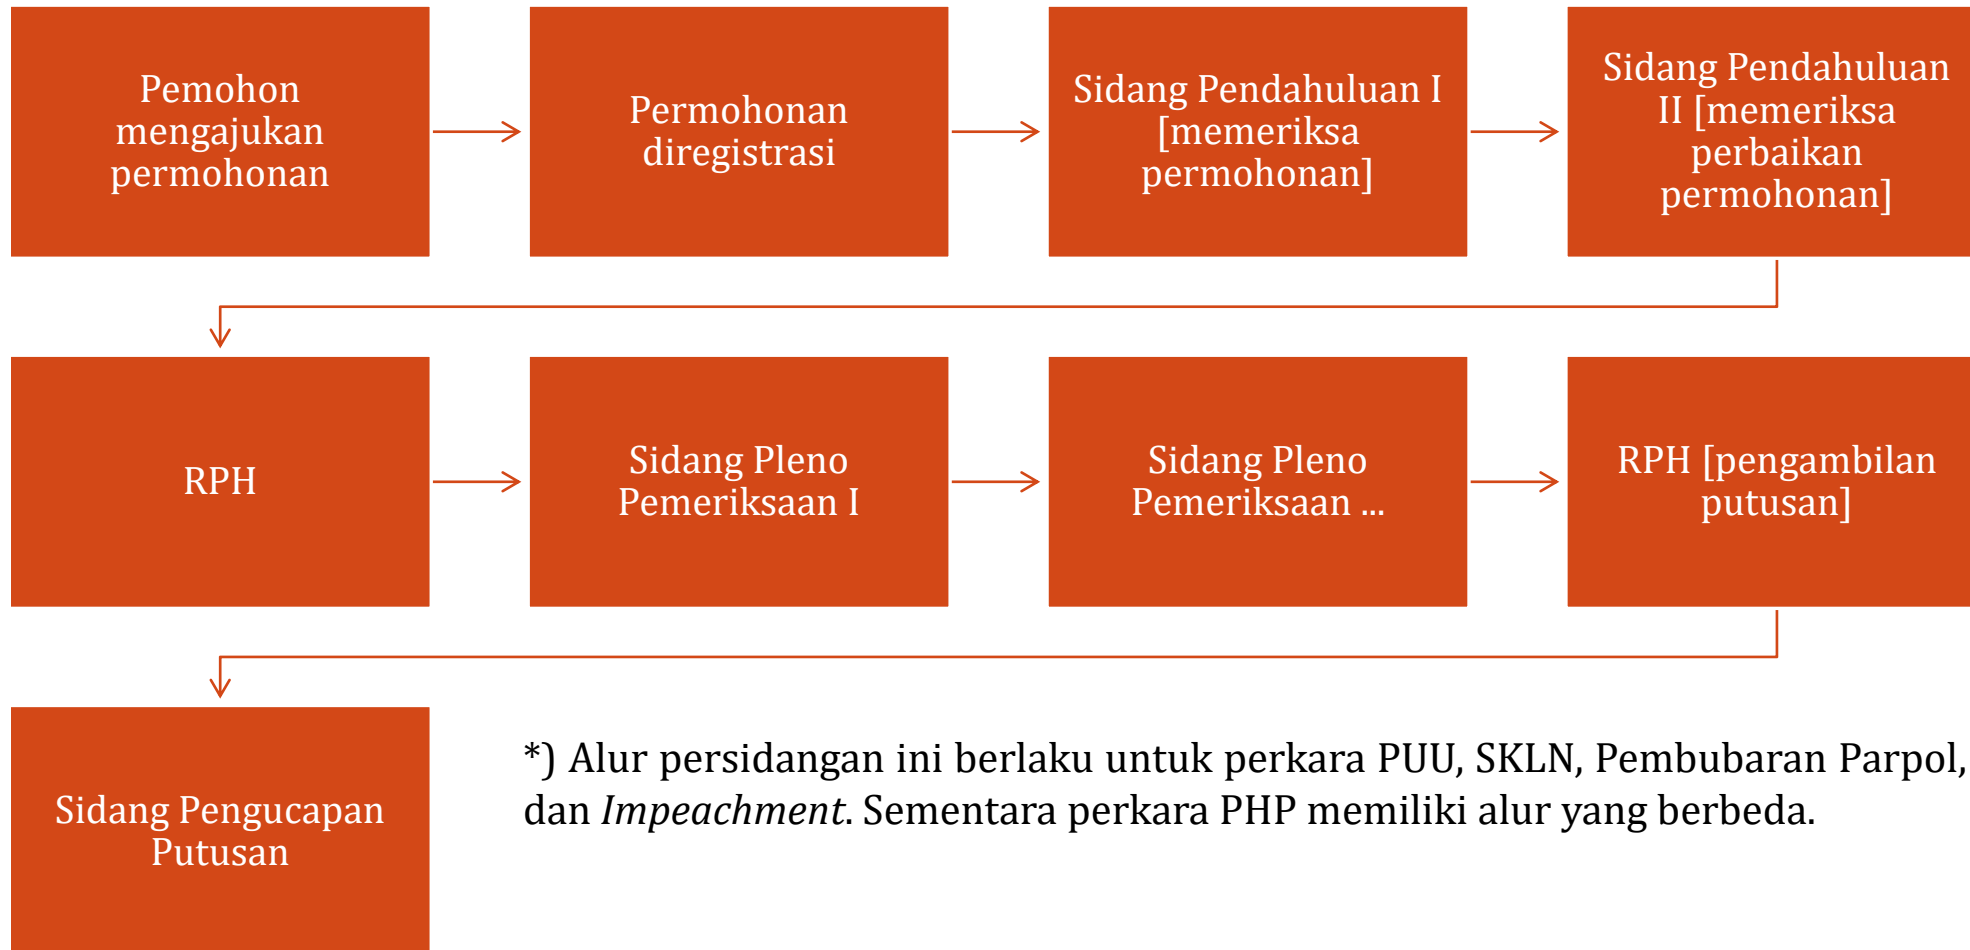 Pemohon
mengajukan
permohonan
Permohonan
diregistrasi
Sidang Pendahuluan I
[memeriksa
permohonan]
Sidang Pendahuluan
II [memeriksa
perbaikan
permohonan]
RPH
Sidang Pleno
Pemeriksaan I
Sidang Pleno
Pemeriksaan ...
RPH [pengambilan
putusan]
Sidang Pengucapan
Putusan
*) Alur persidangan ini berlaku untuk perkara PUU, SKLN, Pembubaran Parpol,
dan Impeachment. Sementara perkara PHP memiliki alur yang berbeda.